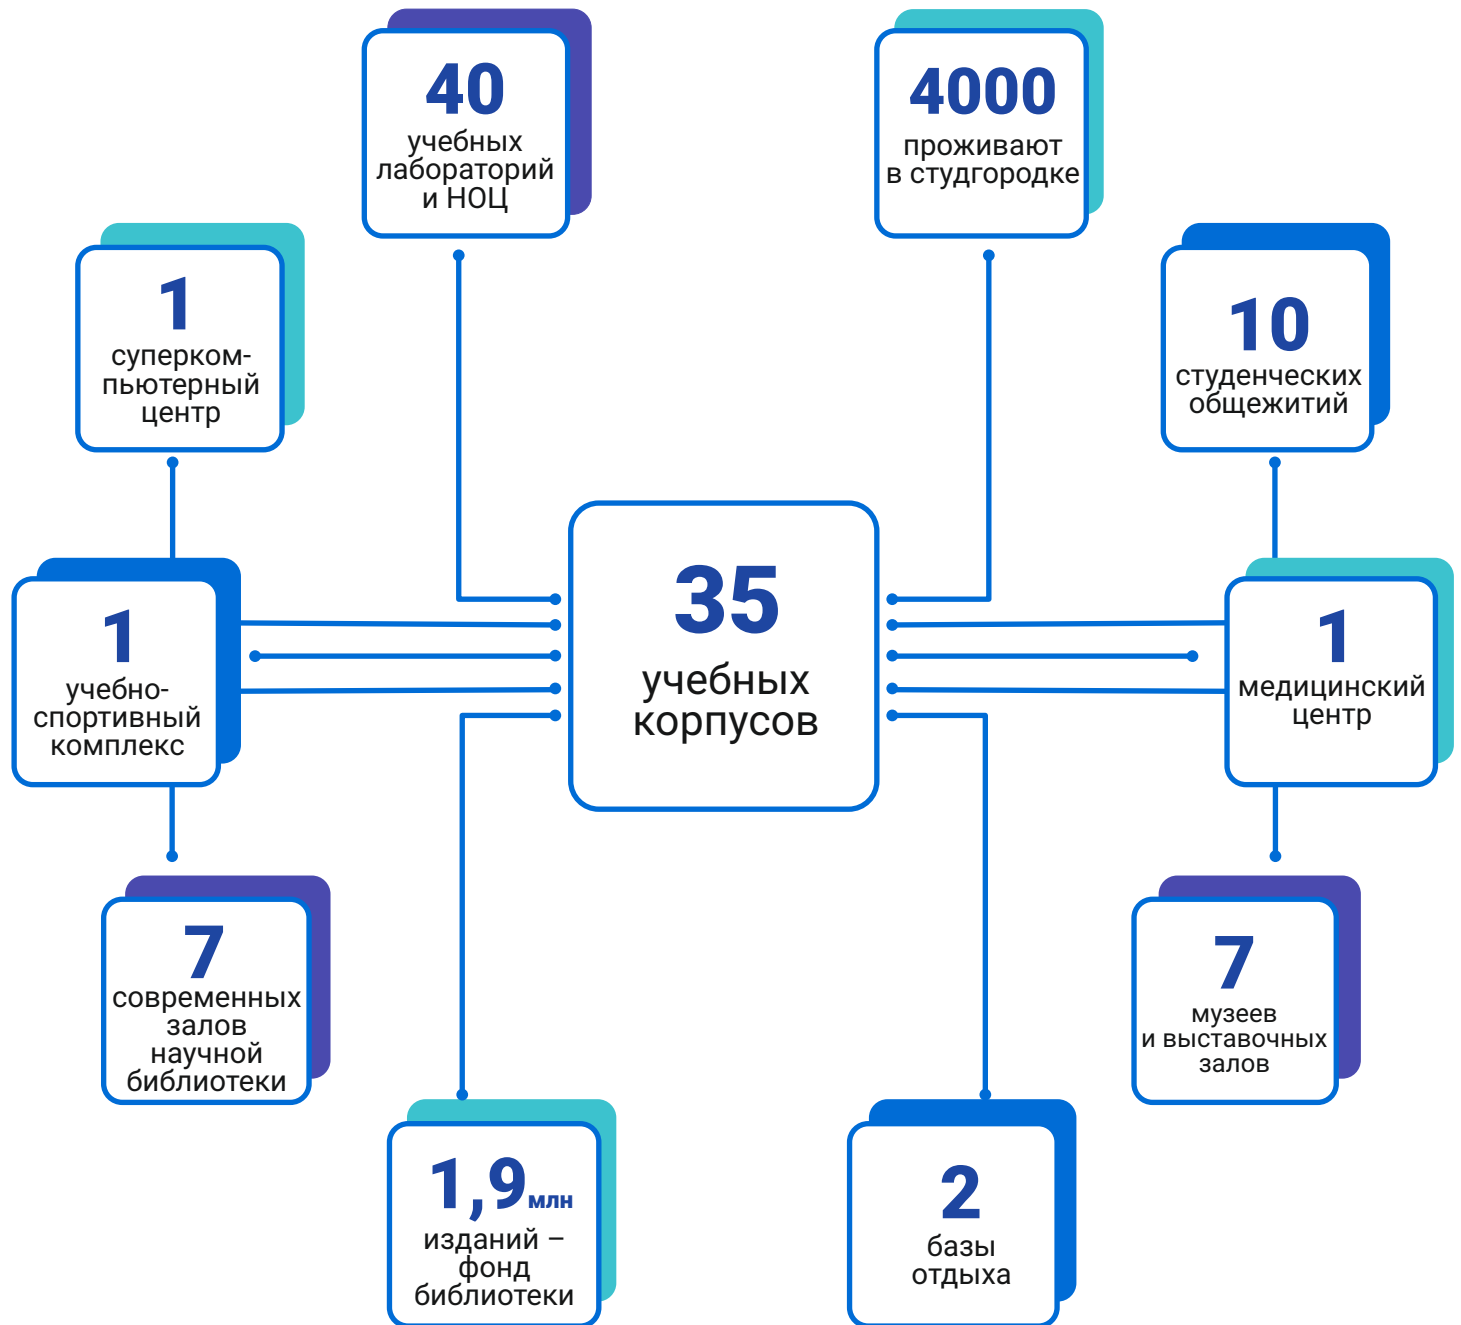 40
учебных
лабораторий
и НОЦ
4000
проживают
в студгородке
1
суперком-
пьютерный
центр
10
студенческих
общежитий
35
учебных
корпусов
1
учебно-
спортивный
комплекс
1
медицинский
центр
7
современных
залов
научной
библиотеки
7
музеев
и выставочных
залов
1,9 млн
изданий –
фонд
библиотеки
2
базы
отдыха